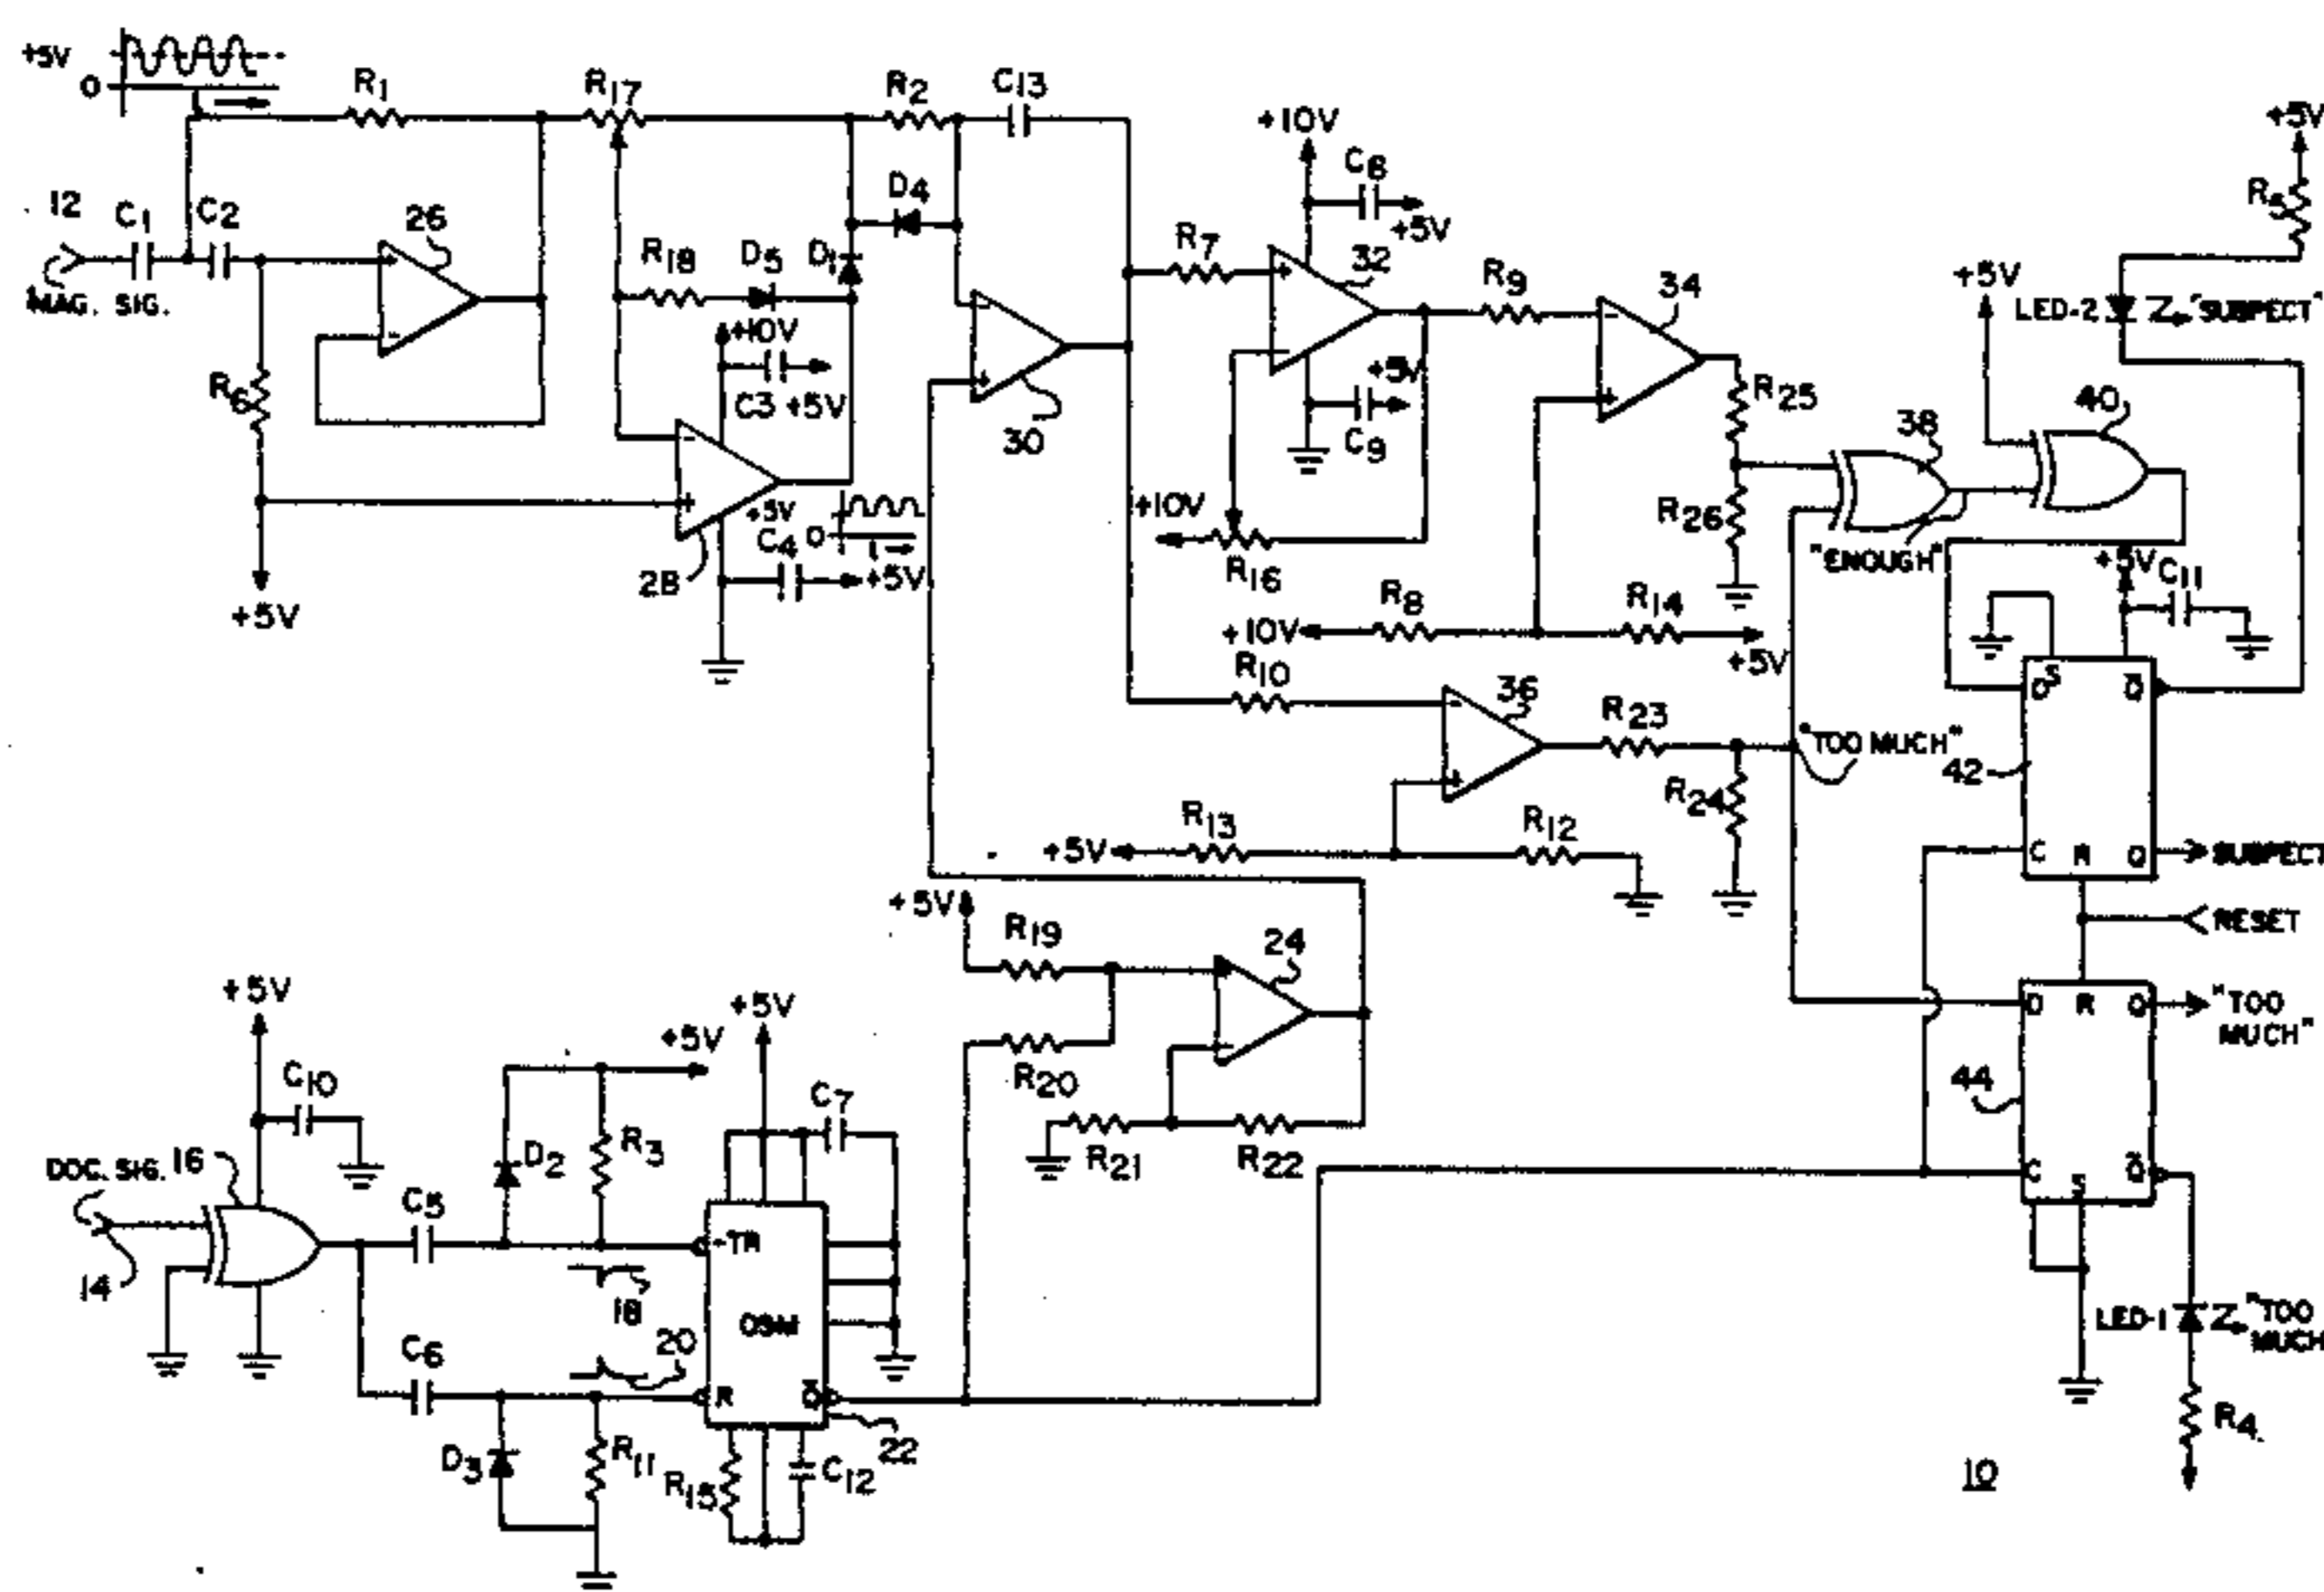 +5V
0
R1
R17
R2
C13
+10V
C8
+5V
+5V
12
C1
C2
26
R18
D5
D1
D4
R7
32
R9
34
+5V
LED-2
"SUSPECT"
MAG. SIG.
+10V
C3 +5V
R6
30
+5V
C9
R25
38
40
+5V
C4
0
t
+5V
28
+10V
R16
R26
"ENOUGH"
+5V
C11
+5V
R8
R14
+10V
+5V
R10
36
R23
"TOO MUCH"
S
D
Q
42
R24
R13
R12
+5V
C
R
Q
SUSPECT
+5V
R19
24
RESET
+5V
+5V
+5V
D
R
Q
"TOO
MUCH"
C10
R20
C7
44
DOC. SIG.
16
D2
R3
R21
R22
C
S
Q
C5
-TR
14
18
OSM
20
LED-1
"TOO
MUCH
C6
R
Q
22
D3
R11
R15
C12
R4
10